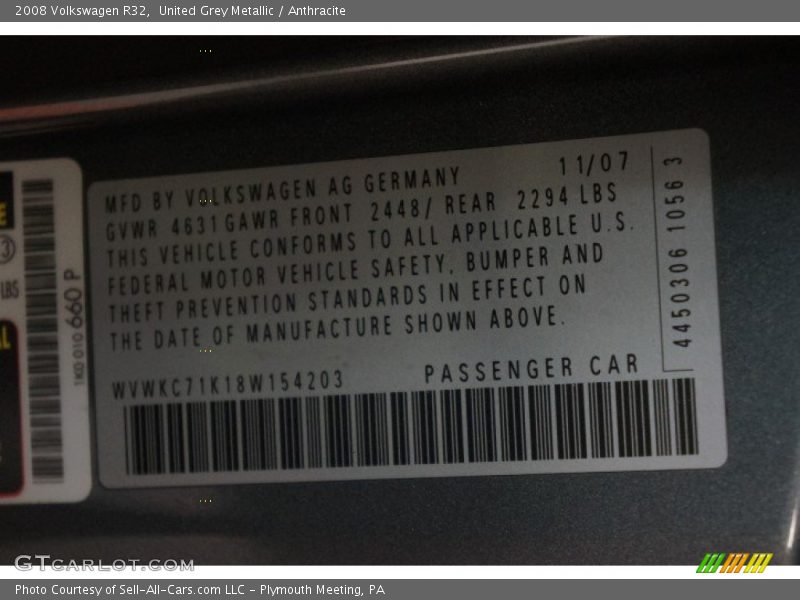 2008 Volkswagen R32, United Grey Metallic / Anthracite
MFD BY VOLKSWAGEN AG GERMANY 11/07
GVWR 4631GAWR FRONT 2448/ REAR 2294 LBS
THIS VEHICLE CONFORMS TO ALL APPLICABLE U.S.
FEDERAL MOTOR VEHICLE SAFETY, BUMPER AND
THEFT PREVENTION STANDARDS IN EFFECT ON
THE DATE OF MANUFACTURE SHOWN ABOVE.
WVWKC71K18W154203 PASSENGER CAR
4450306 1056 3
LBS
1K0 010 660 P
GTCARLOT.COM
Photo Courtesy of Sell-All-Cars.com LLC - Plymouth Meeting, PA